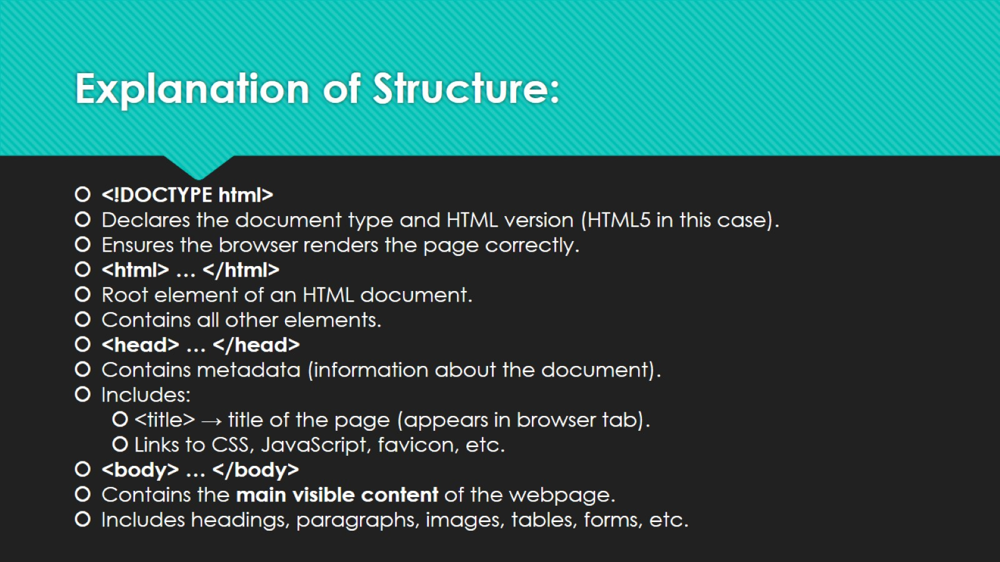 Explanation of Structure:
<!DOCTYPE html>
Declares the document type and HTML version (HTML5 in this case).
Ensures the browser renders the page correctly.
<html> … </html>
Root element of an HTML document.
Contains all other elements.
<head> … </head>
Contains metadata (information about the document).
Includes:
<title> → title of the page (appears in browser tab).
Links to CSS, JavaScript, favicon, etc.
<body> … </body>
Contains the main visible content of the webpage.
Includes headings, paragraphs, images, tables, forms, etc.